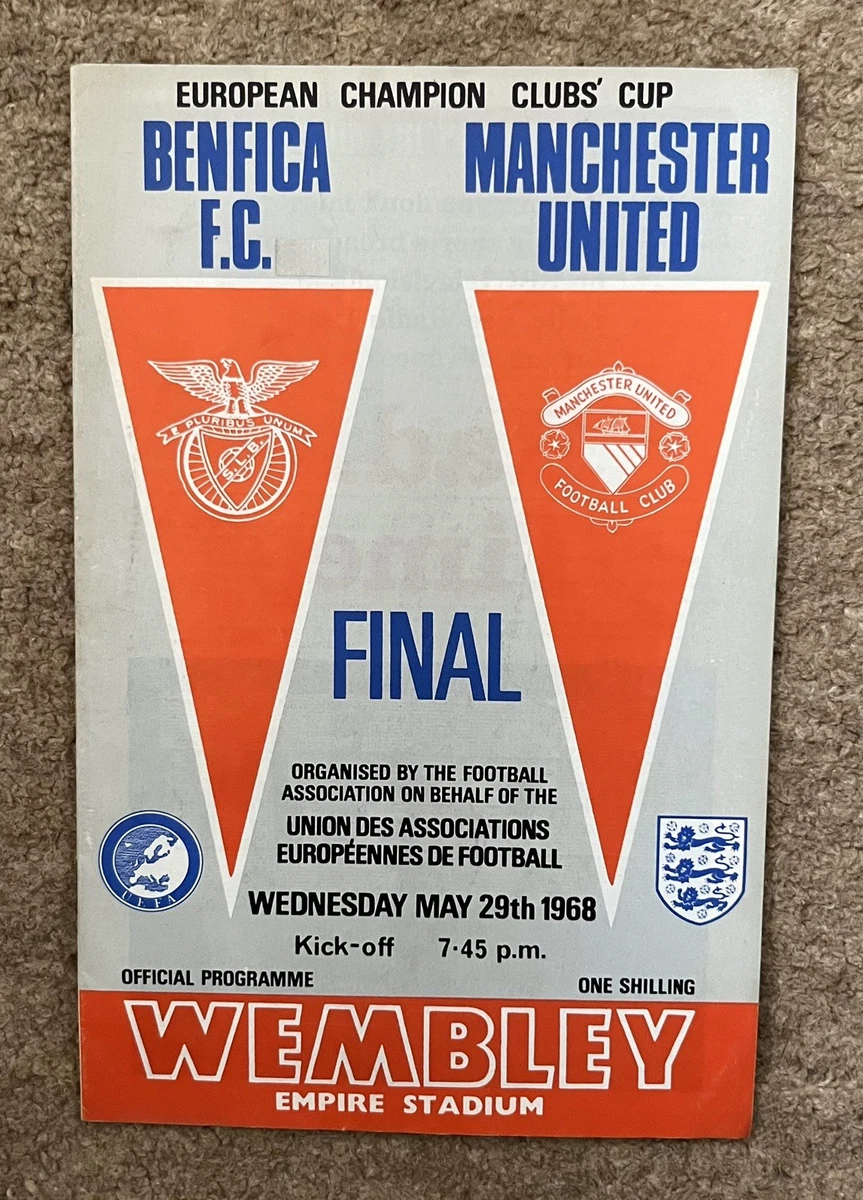 EUROPEAN CHAMPION CLUBS' CUP
BENFICA
F.C.
MANCHESTER
UNITED
E PLURIBUS UNUM
S.L.B.
MANCHESTER UNITED
FOOTBALL CLUB
FINAL
ORGANISED BY THE FOOTBALL
ASSOCIATION ON BEHALF OF THE
UNION DES ASSOCIATIONS
EUROPÉENNES DE FOOTBALL
UEFA
WEDNESDAY MAY 29th 1968
Kick-off 7·45 p.m.
OFFICIAL PROGRAMME
ONE SHILLING
WEMBLEY
EMPIRE STADIUM